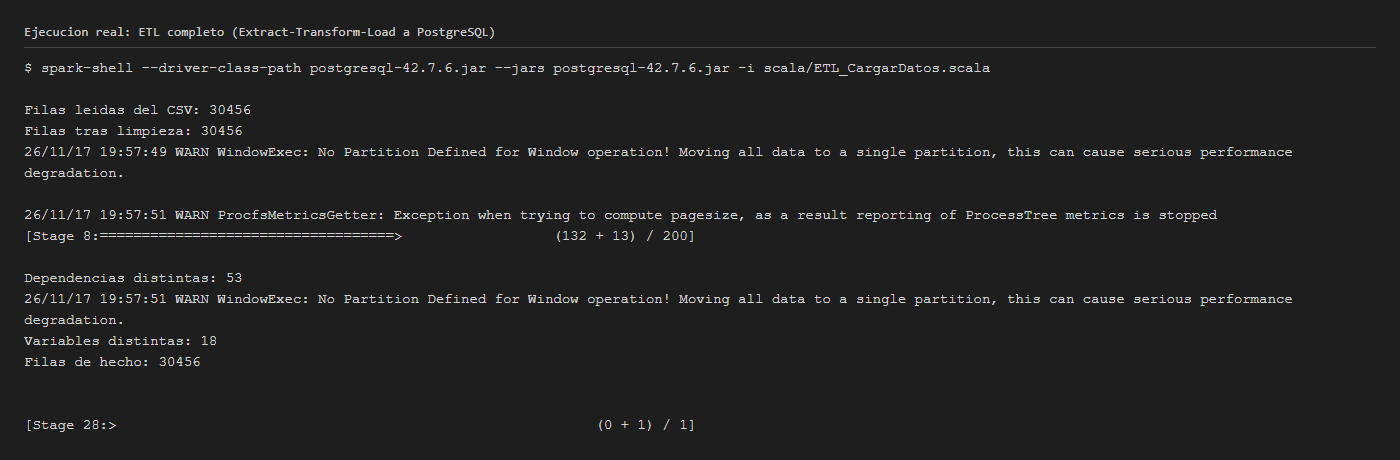 Ejecucion real: ETL completo (Extract-Transform-Load a PostgreSQL)
$ spark-shell --driver-class-path postgresql-42.7.6.jar --jars postgresql-42.7.6.jar -i scala/ETL_CargarDatos.scala
Filas leidas del CSV: 30456
Filas tras limpieza: 30456
26/11/17 19:57:49 WARN WindowExec: No Partition Defined for Window operation! Moving all data to a single partition, this can cause serious performance
degradation.
26/11/17 19:57:51 WARN ProcfsMetricsGetter: Exception when trying to compute pagesize, as a result reporting of ProcessTree metrics is stopped
[Stage 8:===================================>                  (132 + 13) / 200]
Dependencias distintas: 53
26/11/17 19:57:51 WARN WindowExec: No Partition Defined for Window operation! Moving all data to a single partition, this can cause serious performance
degradation.
Variables distintas: 18
Filas de hecho: 30456
[Stage 28:>                                                         (0 + 1) / 1]